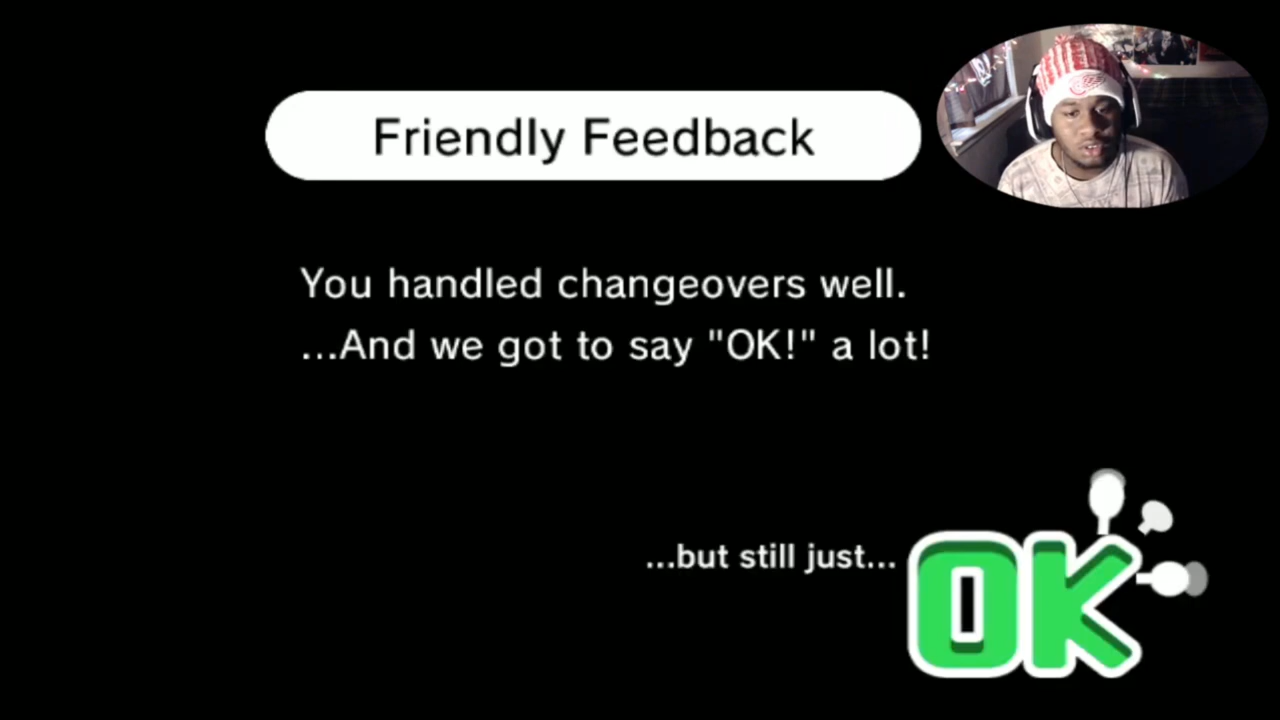 Friendly Feedback
You handled changeovers well.
...And we got to say "OK!" a lot!
...but still just...
OK